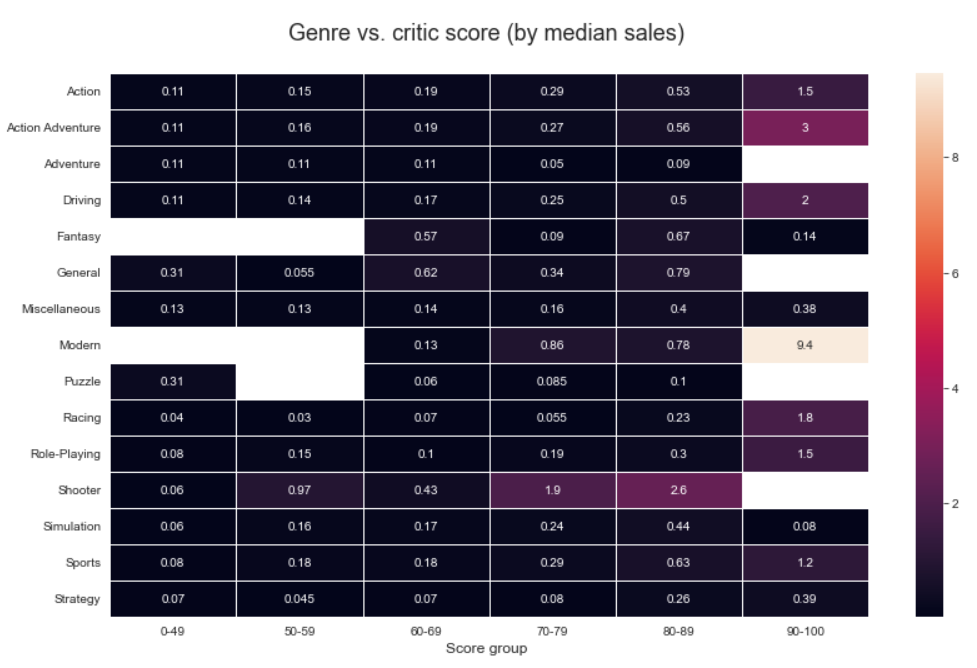 Genre vs. critic score (by median sales)
Action 0.11 0.15 0.19 0.29 0.53 1.5
Action Adventure 0.11 0.16 0.19 0.27 0.56 3
Adventure 0.11 0.11 0.11 0.05 0.09
Driving 0.11 0.14 0.17 0.25 0.5 2
Fantasy 0.57 0.09 0.67 0.14
General 0.31 0.055 0.62 0.34 0.79
Miscellaneous 0.13 0.13 0.14 0.16 0.4 0.38
Modern 0.13 0.86 0.78 9.4
Puzzle 0.31 0.06 0.085 0.1
Racing 0.04 0.03 0.07 0.055 0.23 1.8
Role-Playing 0.08 0.15 0.1 0.19 0.3 1.5
Shooter 0.06 0.97 0.43 1.9 2.6
Simulation 0.06 0.16 0.17 0.24 0.44 0.08
Sports 0.08 0.18 0.18 0.29 0.63 1.2
Strategy 0.07 0.045 0.07 0.08 0.26 0.39
0-49 50-59 60-69 70-79 80-89 90-100
Score group
8
6
4
2